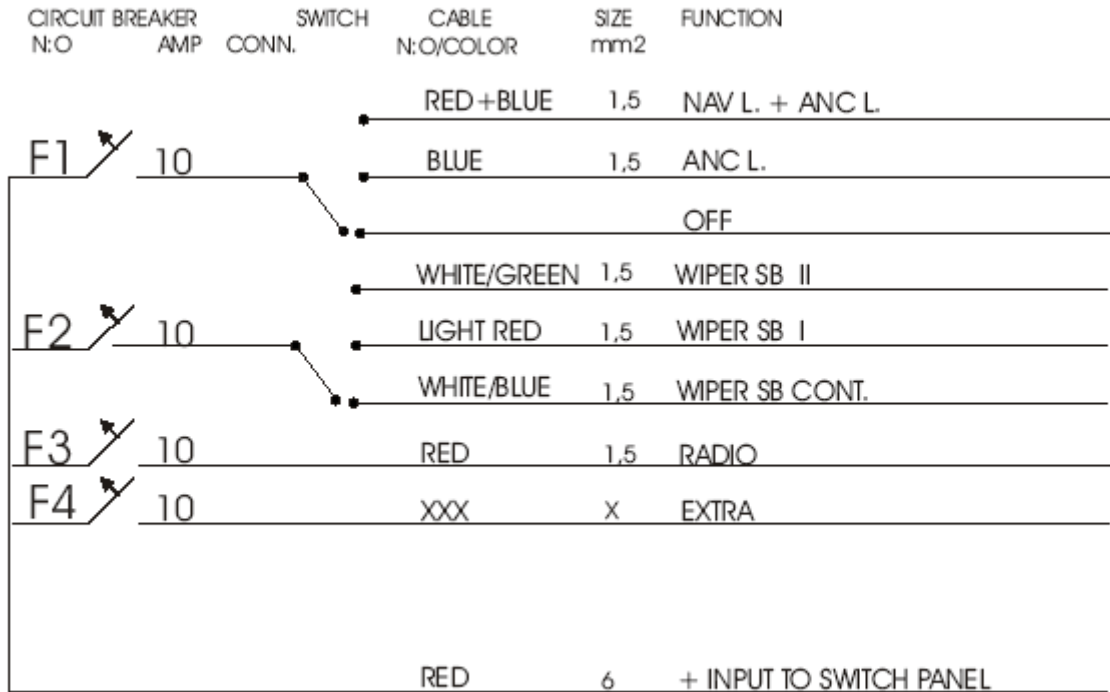 CIRCUIT BREAKER SWITCH CABLE SIZE FUNCTION
N:O AMP CONN. N:O/COLOR mm2
RED+BLUE 1,5 NAV L. + ANC L.
F1 10 BLUE 1,5 ANC L.
OFF
WHITE/GREEN 1,5 WIPER SB II
F2 10 LIGHT RED 1,5 WIPER SB I
WHITE/BLUE 1,5 WIPER SB CONT.
F3 10 RED 1,5 RADIO
F4 10 XXX X EXTRA
RED 6 + INPUT TO SWITCH PANEL